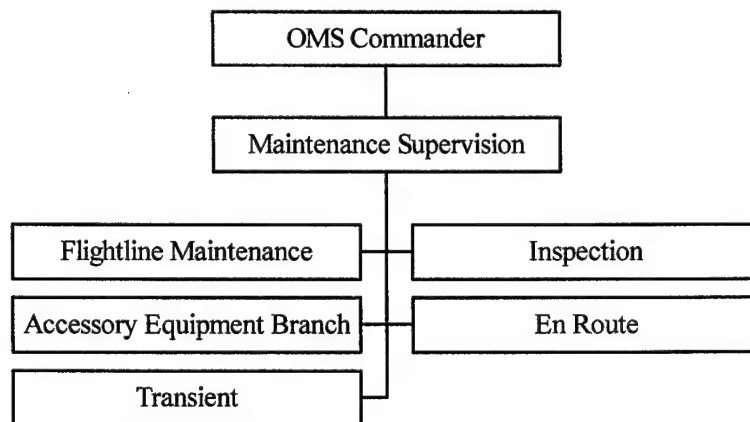 OMS Commander
Maintenance Supervision
Flightline Maintenance
Inspection
Accessory Equipment Branch
En Route
Transient